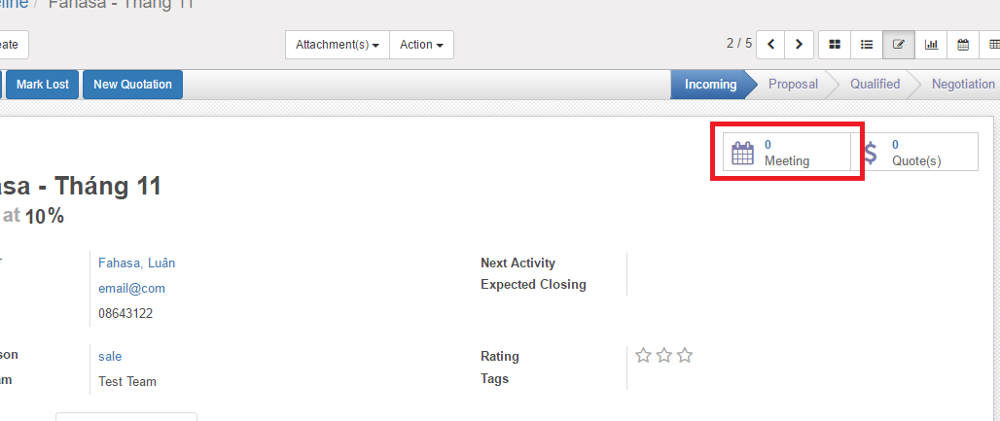 eline / Fahasa - Tháng 11
eate
Attachment(s)
Action
2 / 5
Mark Lost
New Quotation
Incoming
Proposal
Qualified
Negotiation
0
Meeting
0
Quote(s)
asa - Tháng 11
at 10%
r
Fahasa, Luân
email@com
08643122
Next Activity
Expected Closing
son
sale
am
Test Team
Rating
Tags